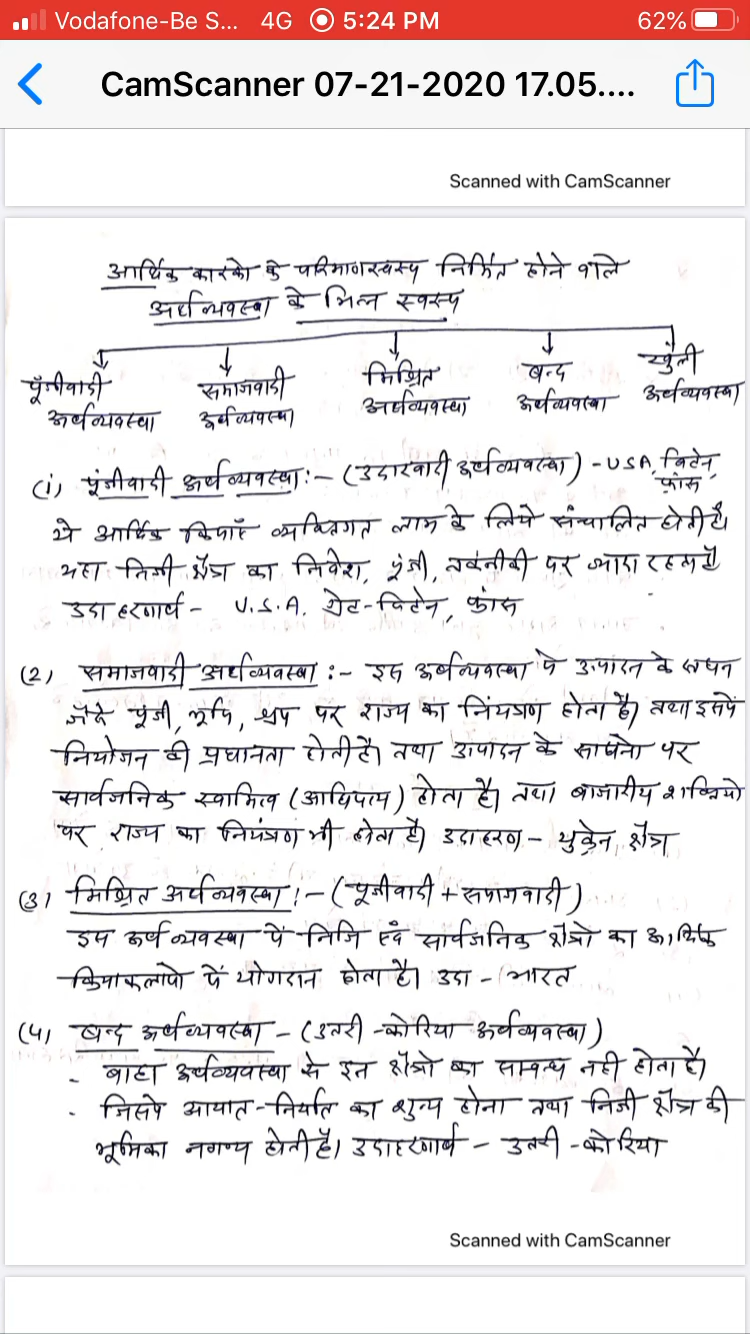 Vodafone-Be S... 4G 5:24 PM 62%
CamScanner 07-21-2020 17.05....
Scanned with CamScanner
आर्थिक कारको के परिमाणस्वरूप निर्मित होने वाले
अर्थव्यवस्था के भिन्न स्वरूप
पूँजीवादी अर्थव्यवस्था
समाजवादी अर्थव्यवस्था
मिश्रित अर्थव्यवस्था
बन्द अर्थव्यवस्था
खुली अर्थव्यवस्था
(i) पूंजीवादी अर्थव्यवस्था :- (उदारवादी अर्थव्यवस्था) - USA, ब्रिटेन, फ्रांस
ये आर्थिक क्रियाएँ व्यक्तिगत लाभ के लिये संचालित होती है।
यहा निजी क्षेत्र का निवेश, पूंजी, तकनीकी पर
उदाहरणार्थ - U.S.A. ग्रेट-ब्रिटेन, फ्रांस
(2) समाजवादी अर्थव्यवस्था :- इस अर्थव्यवस्था मे उत्पादन के साधन
जैसे पूंजी, भूमि, श्रम पर राज्य का नियंत्रण होता है। तथा इसमें
नियोजन की प्रधानता होती है। तथा उत्पादन के साधनो पर
सार्वजनिक स्वामित्व (आधिपत्य) होता है। तथा बाजारीय शक्तियो
पर राज्य का नियंत्रण भी होता है। उदाहरण - क्षेत्र
(3) मिश्रित अर्थव्यवस्था :- (पूंजीवादी + समाजवादी)
इस अर्थव्यवस्था में निजि एवं सार्वजनिक क्षेत्रो का आर्थिक
क्रियाकलापो में योगदान होता है। उदा - भारत
(4) बन्द अर्थव्यवस्था - (उत्तरी - कोरिया अर्थव्यवस्था)
- बाह्य अर्थव्यवस्था से इन क्षेत्रो का सम्बन्ध नही होता है।
- जिसमे आयात - निर्यात का शुन्य होना तथा निजी क्षेत्र की
भूमिका नगण्य होती है। उदाहरणार्थ - उत्तरी - कोरिया
Scanned with CamScanner